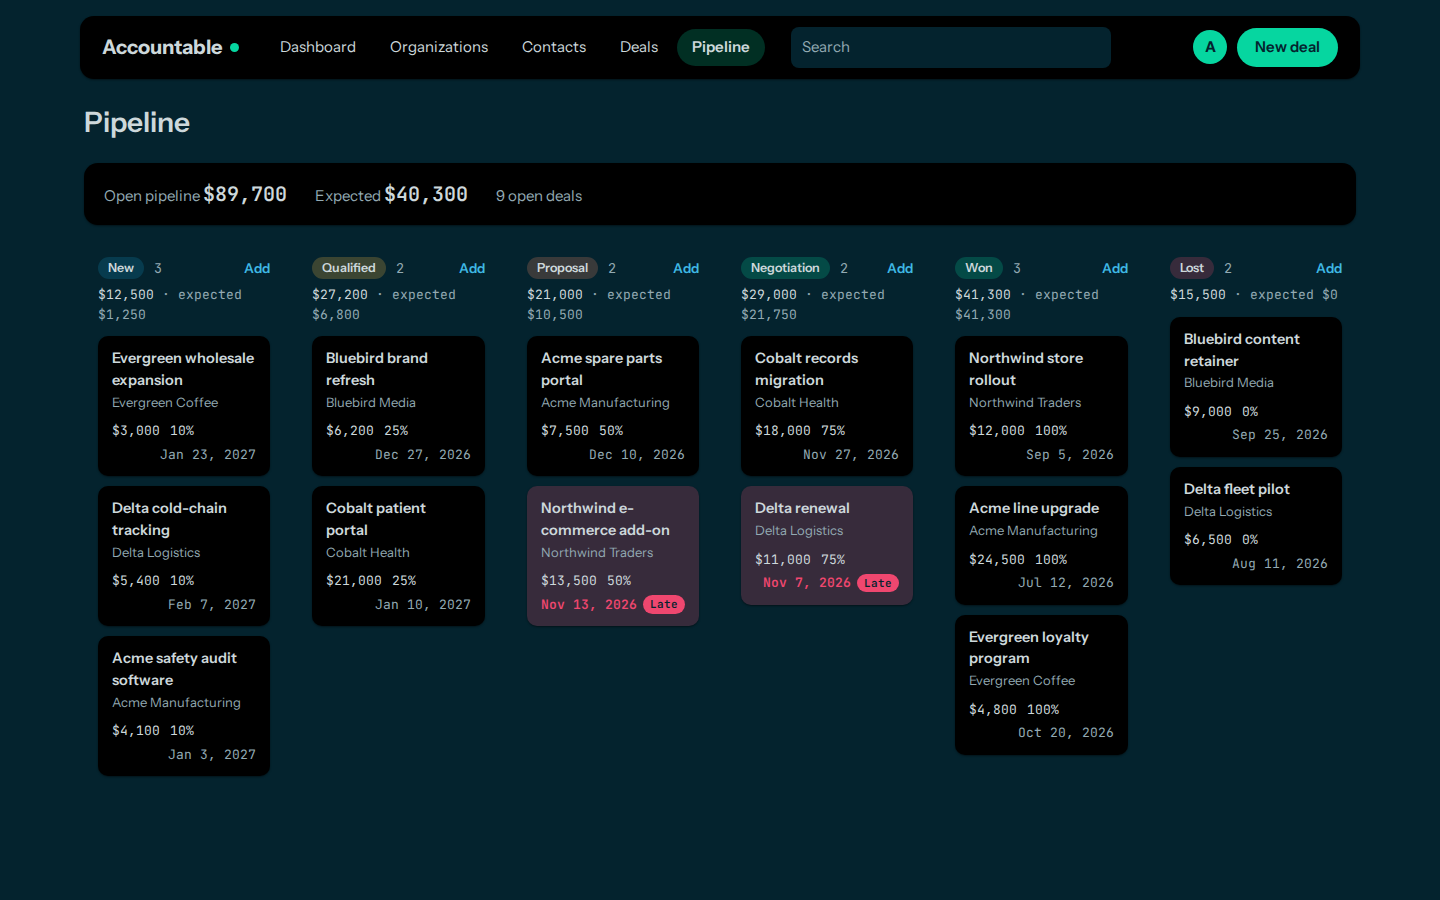 Accountable
Dashboard
Organizations
Contacts
Deals
Pipeline
Search
A
New deal
Pipeline
Open pipeline $89,700
Expected $40,300
9 open deals
New 3 Add
$12,500 · expected
$1,250
Evergreen wholesale
expansion
Evergreen Coffee
$3,000 10%
Jan 23, 2027
Delta cold-chain
tracking
Delta Logistics
$5,400 10%
Feb 7, 2027
Acme safety audit
software
Acme Manufacturing
$4,100 10%
Jan 3, 2027
Qualified 2 Add
$27,200 · expected
$6,800
Bluebird brand
refresh
Bluebird Media
$6,200 25%
Dec 27, 2026
Cobalt patient
portal
Cobalt Health
$21,000 25%
Jan 10, 2027
Proposal 2 Add
$21,000 · expected
$10,500
Acme spare parts
portal
Acme Manufacturing
$7,500 50%
Dec 10, 2026
Northwind e-
commerce add-on
Northwind Traders
$13,500 50%
Nov 13, 2026 Late
Negotiation 2 Add
$29,000 · expected
$21,750
Cobalt records
migration
Cobalt Health
$18,000 75%
Nov 27, 2026
Delta renewal
Delta Logistics
$11,000 75%
Nov 7, 2026 Late
Won 3 Add
$41,300 · expected
$41,300
Northwind store
rollout
Northwind Traders
$12,000 100%
Sep 5, 2026
Acme line upgrade
Acme Manufacturing
$24,500 100%
Jul 12, 2026
Evergreen loyalty
program
Evergreen Coffee
$4,800 100%
Oct 20, 2026
Lost 2 Add
$15,500 · expected $0
Bluebird content
retainer
Bluebird Media
$9,000 0%
Sep 25, 2026
Delta fleet pilot
Delta Logistics
$6,500 0%
Aug 11, 2026